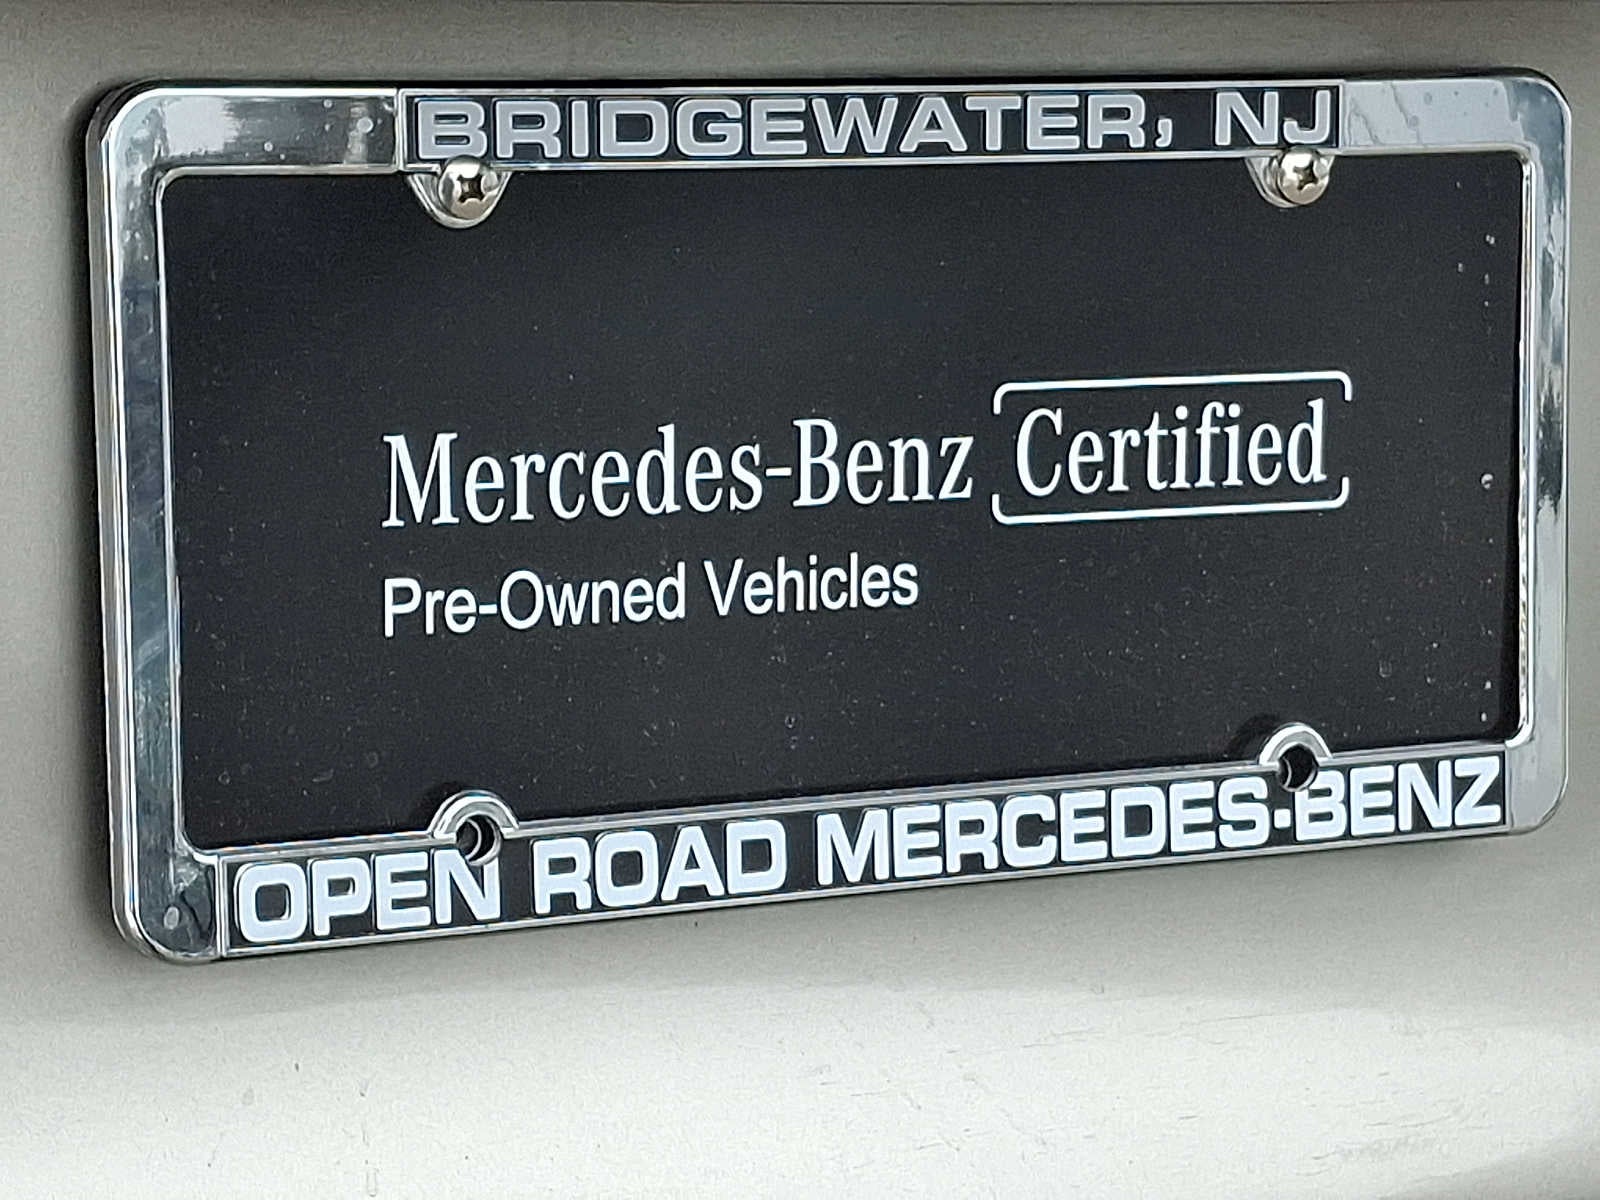 BRIDGEWATER, NJ
Mercedes-Benz Certified
Pre-Owned Vehicles
OPEN ROAD MERCEDES-BENZ